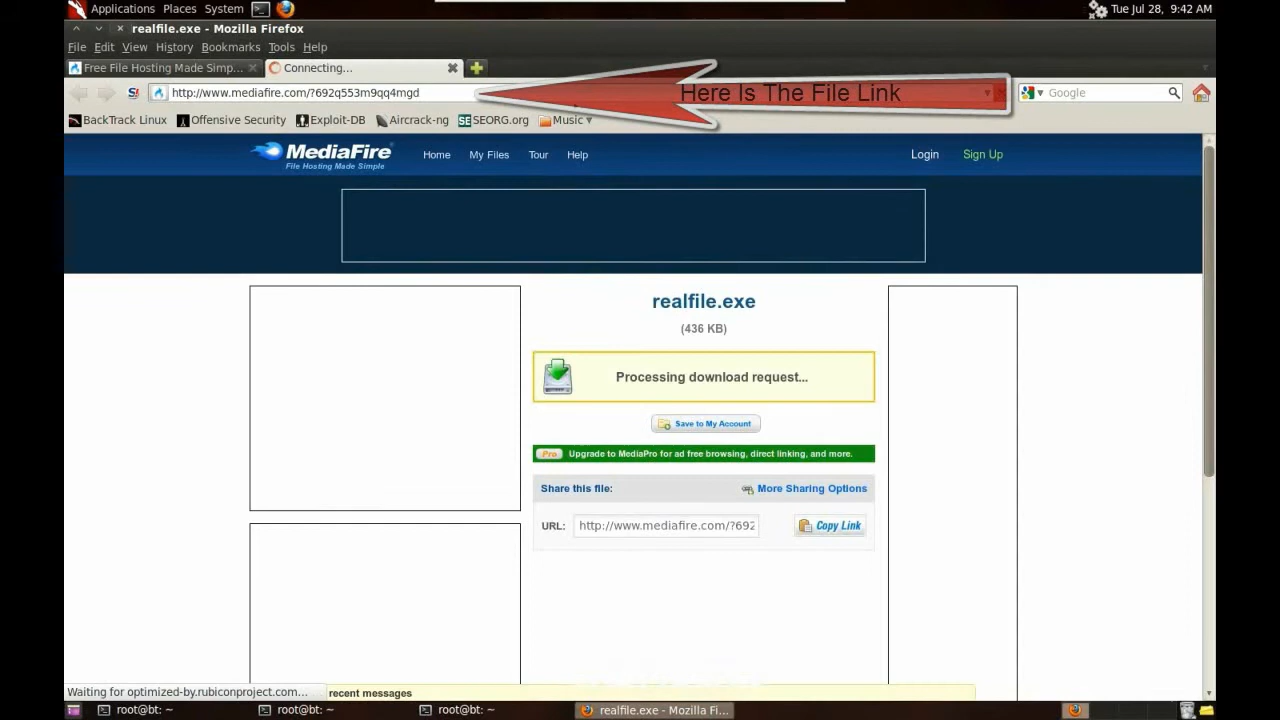 Applications Places System Tue Jul 28, 9:42 AM
realfile.exe - Mozilla Firefox
File Edit View History Bookmarks Tools Help
Free File Hosting Made Simp... Connecting...
http://www.mediafire.com/?692q553m9qq4mgd Here Is The File Link Google
BackTrack Linux Offensive Security Exploit-DB Aircrack-ng SE SEORG.org Music
MediaFire Home My Files Tour Help Login Sign Up
File Hosting Made Simple
realfile.exe
(436 KB)
Processing download request...
Save to My Account
Pro Upgrade to MediaPro for ad free browsing, direct linking, and more.
Share this file: More Sharing Options
URL: http://www.mediafire.com/?692 Copy Link
Waiting for optimized-by.rubiconproject.com... recent messages
root@bt: ~ root@bt: ~ root@bt: ~ realfile.exe - Mozilla Fi...